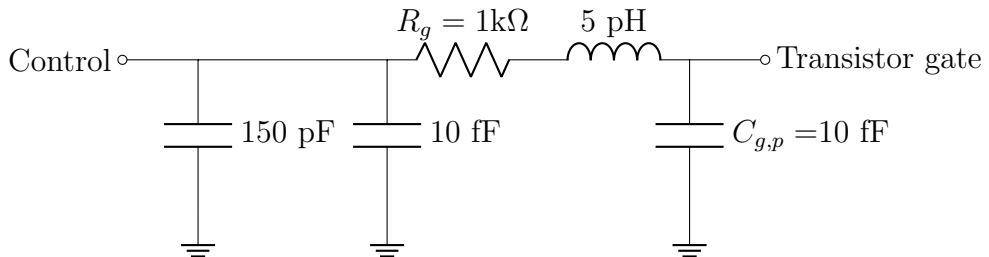 R_g = 1kΩ
5 pH
Control
Transistor gate
150 pF
10 fF
C_{g,p} =10 fF